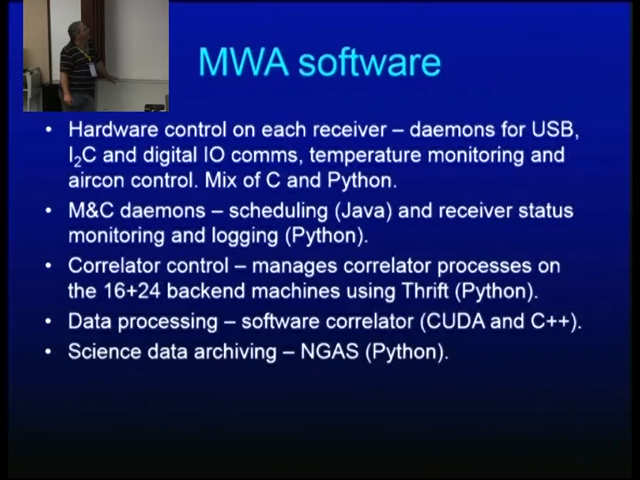 MWA software
• Hardware control on each receiver – daemons for USB,
I2C and digital IO comms, temperature monitoring and
aircon control. Mix of C and Python.
• M&C daemons – scheduling (Java) and receiver status
monitoring and logging (Python).
• Correlator control – manages correlator processes on
the 16+24 backend machines using Thrift (Python).
• Data processing – software correlator (CUDA and C++).
• Science data archiving – NGAS (Python).